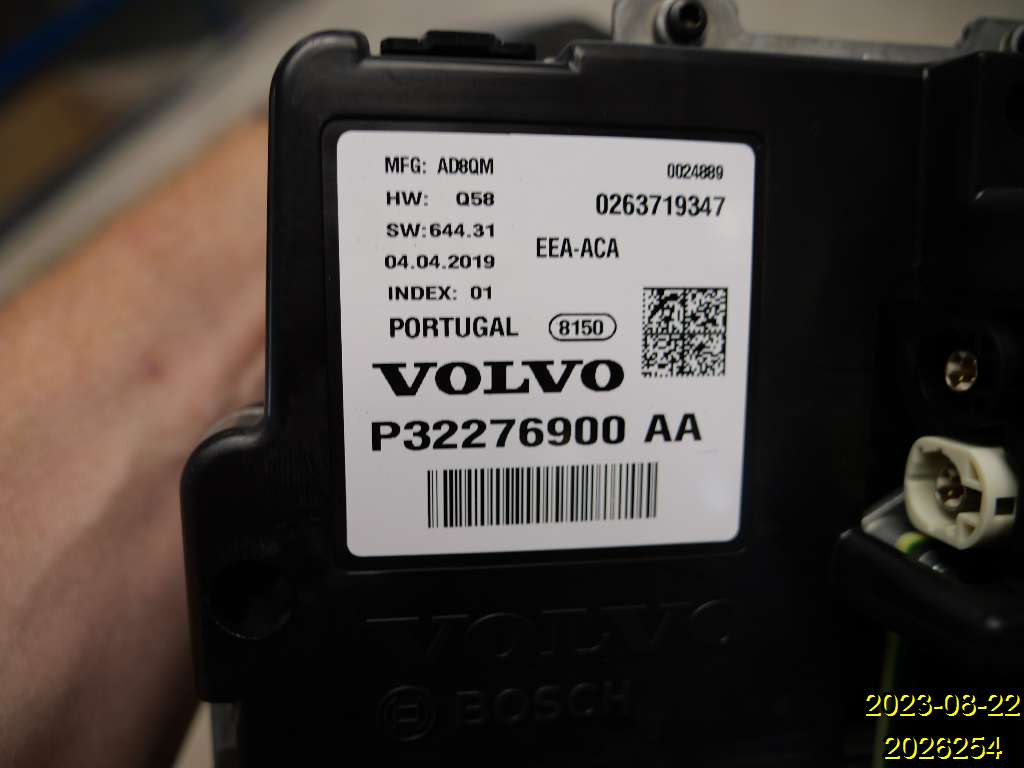 MFG: AD8QM
0024889
HW: Q58
0263719347
SW:644.31
EEA-ACA
04.04.2019
INDEX: 01
PORTUGAL 8150
VOLVO
P32276900 AA
VOLVO
BOSCH
2023-08-22
2026254